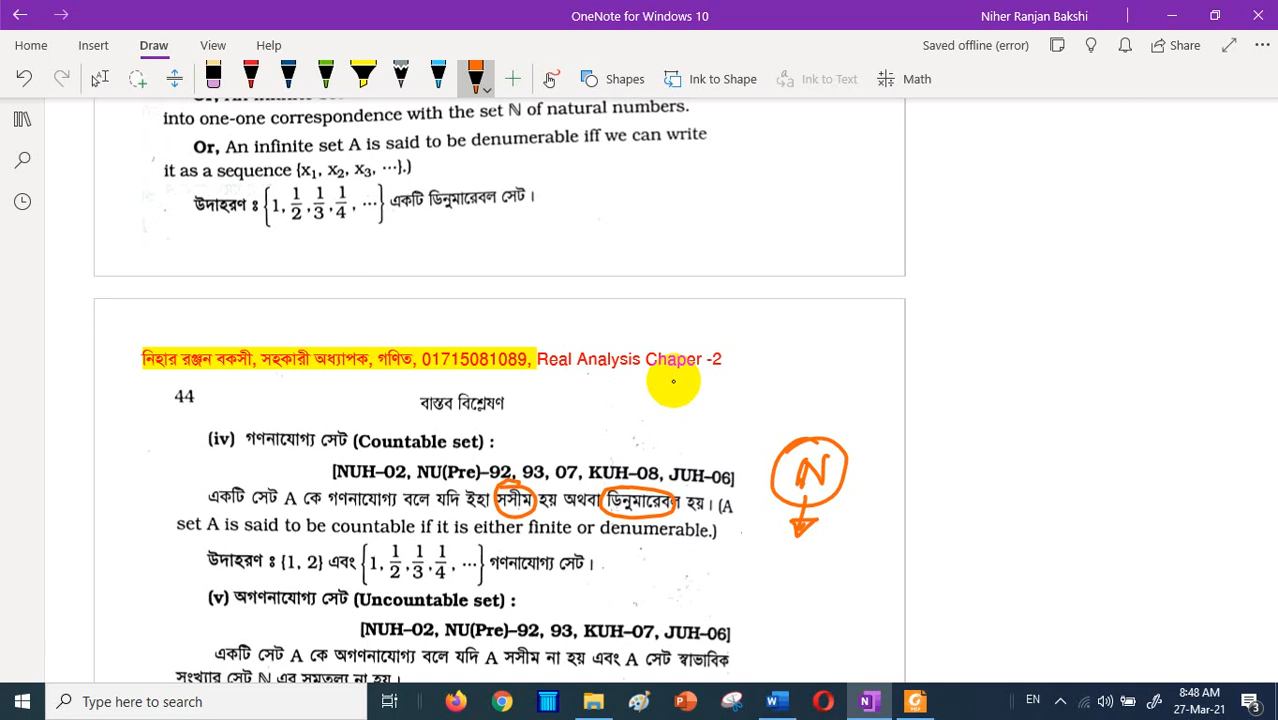 OneNote for Windows 10
Niher Ranjan Bakshi
Home Insert Draw View Help
Saved offline (error) Share
Shapes Ink to Shape Ink to Text Math
into one-one correspondence with the set ℕ of natural numbers.
Or, An infinite set A is said to be denumerable iff we can write
it as a sequence {x₁, x₂, x₃, ⋯}.)
উদাহরণ ঃ {1, 1/2, 1/3, 1/4, ⋯} একটি ডিনুমারেবল সেট।
নিহার রঞ্জন বকসী, সহকারী অধ্যাপক, গণিত, 01715081089, Real Analysis Chaper -2
44
বাস্তব বিশ্লেষণ
(iv) গণনাযোগ্য সেট (Countable set) :
[NUH–02, NU(Pre)–92, 93, 07, KUH–08, JUH–06]
একটি সেট A কে গণনাযোগ্য বলে যদি ইহা সসীম হয় অথবা ডিনুমারেবল হয়। (A
set A is said to be countable if it is either finite or denumerable.)
N
উদাহরণ ঃ {1, 2} এবং {1, 1/2, 1/3, 1/4, ⋯} গণনাযোগ্য সেট।
(v) অগণনাযোগ্য সেট (Uncountable set) :
[NUH–02, NU(Pre)–92, 93, KUH–07, JUH–06]
একটি সেট A কে অগণনাযোগ্য বলে যদি A সসীম না হয় এবং A সেট স্বাভাবিক
সংখ্যার সেট ℕ এর সমতুল্য না হয়।
Type here to search
EN
8:48 AM
27-Mar-21